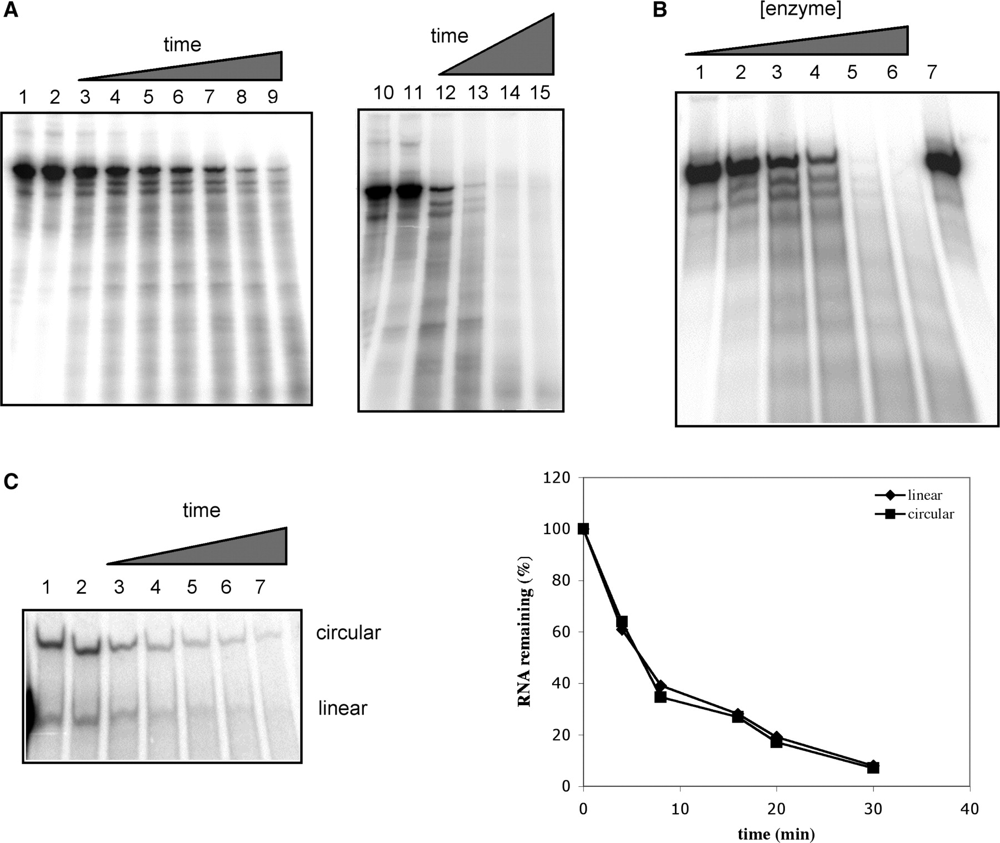 A
time
1 2 3 4 5 6 7 8 9
time
10 11 12 13 14 15
B
[enzyme]
1 2 3 4 5 6 7
C
time
1 2 3 4 5 6 7
circular
linear
120
100
80
60
40
20
0
RNA remaining (%)
linear
circular
0 10 20 30 40
time (min)